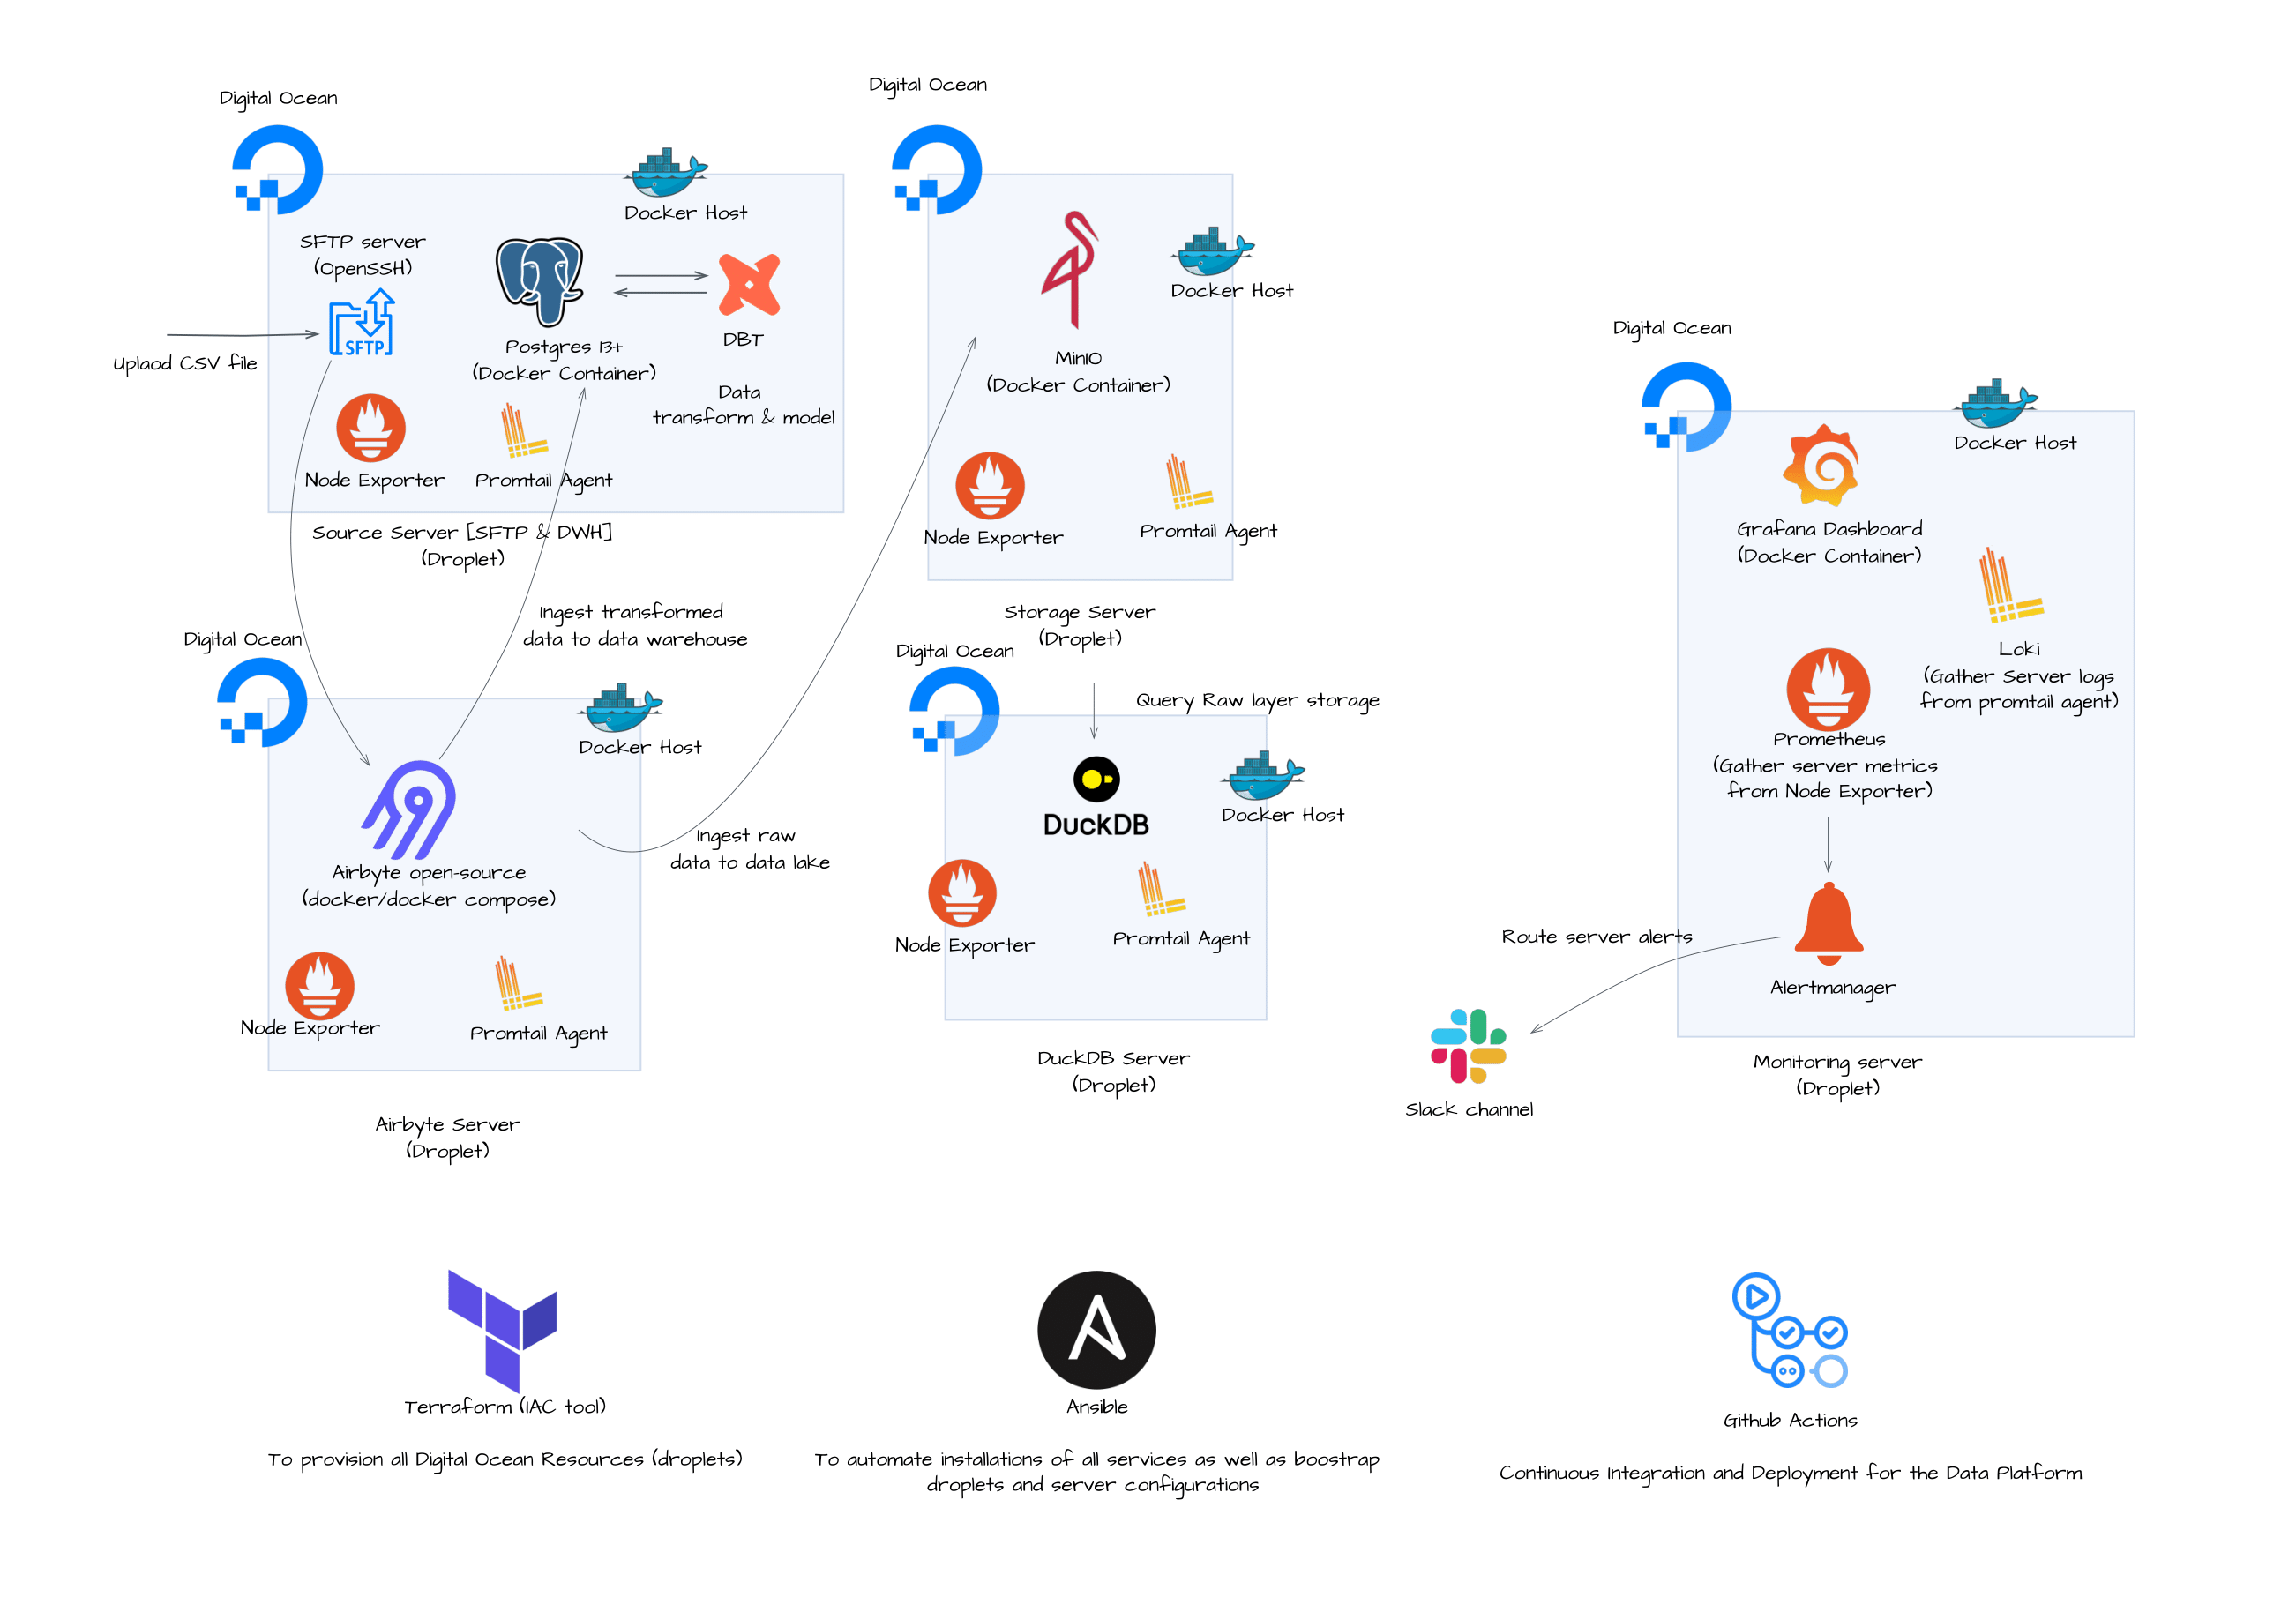 Digital Ocean
Docker Host
SFTP server
(OpenSSH)
SFTP
Uplaod CSV file
Postgres 13+
(Docker Container)
DBT
Data
transform & model
Node Exporter
Promtail Agent
Source Server [SFTP & DWH]
(Droplet)
Digital Ocean
Docker Host
MinIO
(Docker Container)
Node Exporter
Promtail Agent
Storage Server
(Droplet)
Ingest transformed
data to data warehouse
Digital Ocean
Docker Host
Airbyte open-source
(docker/docker compose)
Node Exporter
Promtail Agent
Airbyte Server
(Droplet)
Ingest raw
data to data lake
Digital Ocean
Query Raw layer storage
DuckDB
Docker Host
Node Exporter
Promtail Agent
DuckDB Server
(Droplet)
Digital Ocean
Docker Host
Grafana Dashboard
(Docker Container)
Loki
(Gather Server logs
from promtail agent)
Prometheus
(Gather server metrics
from Node Exporter)
Alertmanager
Route server alerts
Slack channel
Monitoring server
(Droplet)
Terraform (IAC tool)
To provision all Digital Ocean Resources (droplets)
Ansible
To automate installations of all services as well as boostrap
droplets and server configurations
Github Actions
Continuous Integration and Deployment for the Data Platform